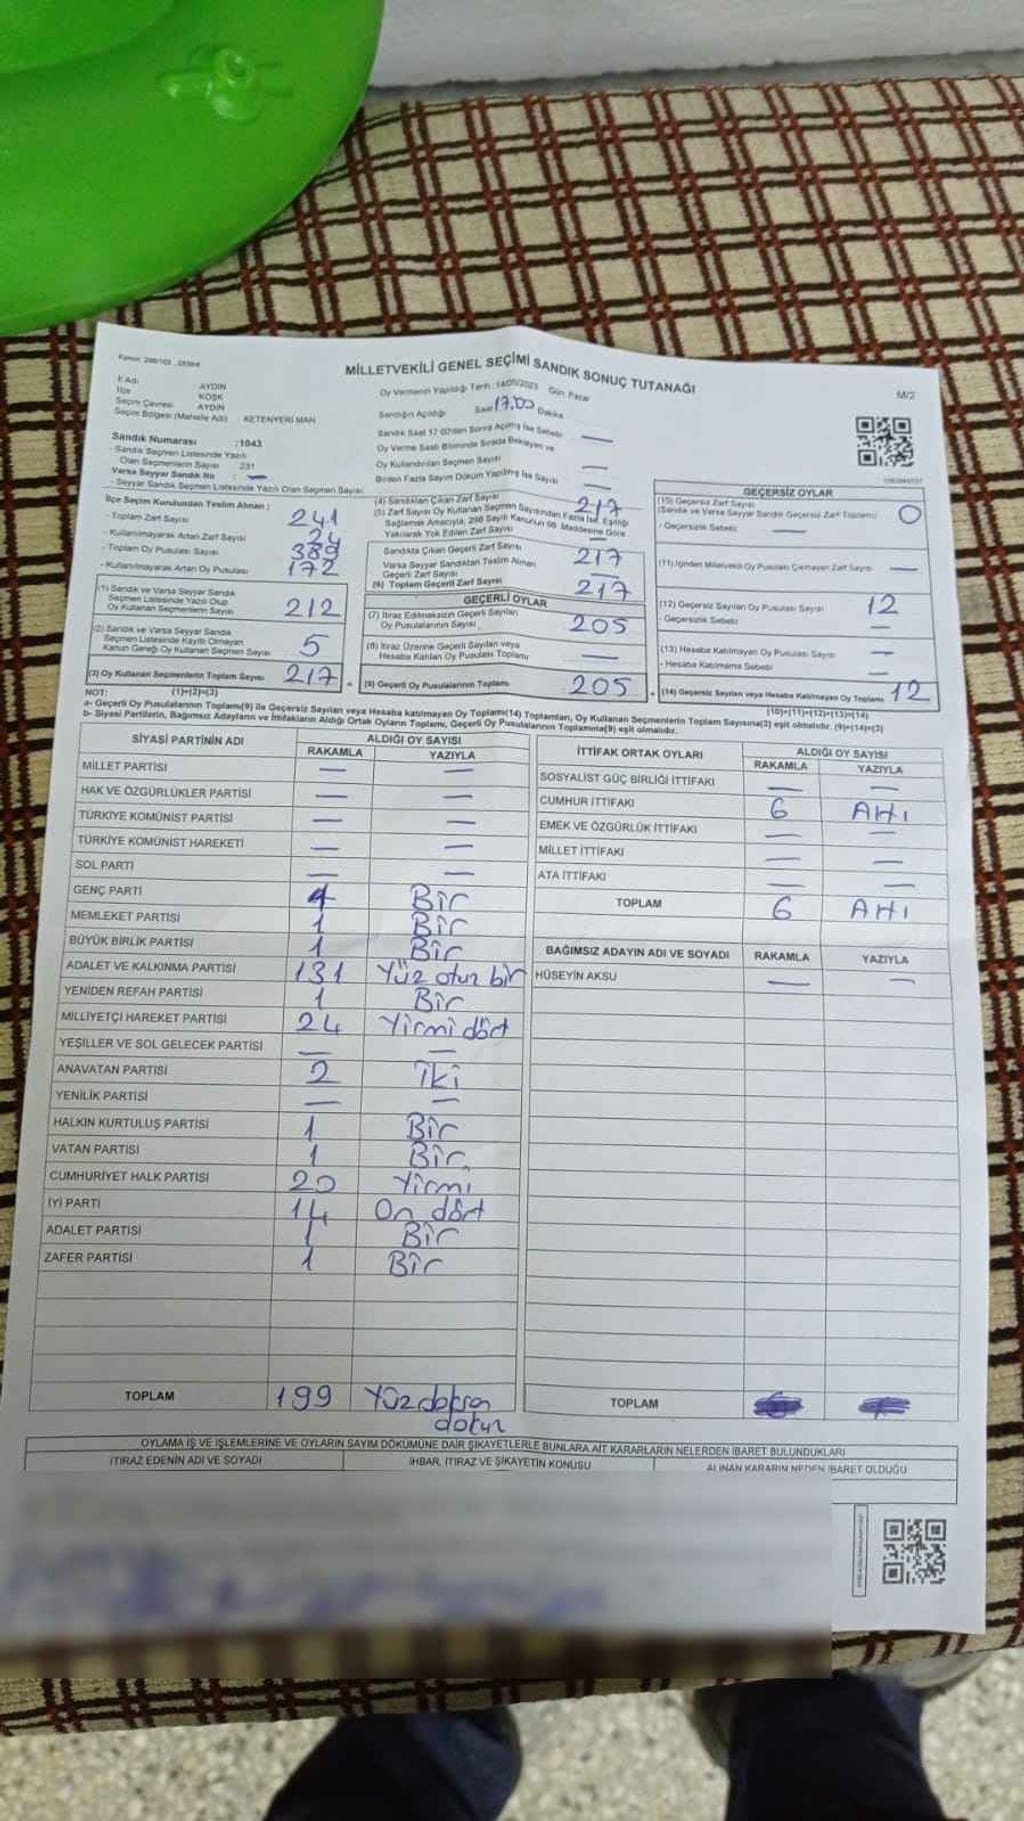 MİLLETVEKİLİ GENEL SEÇİMİ SANDIK SONUÇ TUTANAĞI
M/2
İl Adı AYDIN
İlçe KÖŞK
Seçim Çevresi AYDIN
Seçim Bölgesi (Mahalle Adı) : KETENYERİ MAH
Oy Vermenin Yapıldığı Tarih : 14/05/2023 Gün Pazar
Sandığın Açıldığı Saat 17.00 Dakika
Sandık Saat 17:00'den Sonra Açılmış İse Sebebi —
Oy Verme Saati Bitiminde Sırada Bekleyen ve
Oy Kullandırılan Seçmen Sayısı —
Birden Fazla Sayım Döküm Yapılmış İse Sayısı —
Sandık Numarası : 1043
- Sandık Seçmen Listesinde Yazılı
Olan Seçmenlerin Sayısı : 231
Varsa Seyyar Sandık No : —
- Seyyar Sandık Seçmen Listesinde Yazılı Olan Seçmen Sayısı
İlçe Seçim Kurulundan Teslim Alınan :
- Toplam Zarf Sayısı 241
- Kullanılmayarak Artan Zarf Sayısı 24
- Toplam Oy Pusulası Sayısı 389
- Kullanılmayarak Artan Oy Pusulası 172
(1) Sandık ve Varsa Seyyar Sandık
Seçmen Listesinde Yazılı Olup
Oy Kullanan Seçmenlerin Sayısı 212
(2) Sandık ve Varsa Seyyar Sandık
Seçmen Listesinde Kayıtlı Olmayan
Kanun Gereği Oy Kullanan Seçmen Sayısı 5
(3) Oy Kullanan Seçmenlerin Toplam Sayısı 217
(4) Sandıktan Çıkan Zarf Sayısı 217
(5) Zarf Sayısı Oy Kullanan Seçmen Sayısından Fazla İse, Eşitliği
Sağlamak Amacıyla, 298 Sayılı Kanunun 98. Maddesine Göre
Yakılarak Yok Edilen Zarf Sayısı —
Sandıkta Çıkan Geçerli Zarf Sayısı 217
Varsa Seyyar Sandıktan Teslim Alınan
Geçerli Zarf Sayısı —
(6) Toplam Geçerli Zarf Sayısı 217
GEÇERLİ OYLAR
(7) İtiraz Edilmeksizin Geçerli Sayılan
Oy Pusulalarının Sayısı 205
(8) İtiraz Üzerine Geçerli Sayılan veya
Hesaba Katılan Oy Pusulası Toplamı —
(9) Geçerli Oy Pusulalarının Toplamı 205
GEÇERSİZ OYLAR
(10) Geçersiz Zarf Sayısı
(Sandık ve Varsa Seyyar Sandık Geçersiz Zarf Toplamı) 0
- Geçersizlik Sebebi —
(11) İçinden Milletvekili Oy Pusulası Çıkmayan Zarf Sayısı —
(12) Geçersiz Sayılan Oy Pusulası Sayısı 12
- Geçersizlik Sebebi —
(13) Hesaba Katılmayan Oy Pusulası Sayısı —
- Hesaba Katılmama Sebebi —
(14) Geçersiz Sayılan veya Hesaba Katılmayan Oy Toplamı 12
NOT: (1)+(2)=(3) (10)+(11)+(12)+(13)=(14)
a- Geçerli Oy Pusulalarının Toplamı(9) ile Geçersiz Sayılan veya Hesaba katılmayan Oy Toplamı(14) Toplamları, Oy Kullanan Seçmenlerin Toplam Sayısına(3) eşit olmalıdır. (9)+(14)=(3)
b- Siyasi Partilerin, Bağımsız Adayların ve İttifakların Aldığı Ortak Oyların Toplamı, Geçerli Oy Pusulalarının Toplamına(9) eşit olmalıdır.
SİYASİ PARTİNİN ADI ALDIĞI OY SAYISI
RAKAMLA YAZIYLA
MİLLET PARTİSİ — —
HAK VE ÖZGÜRLÜKLER PARTİSİ — —
TÜRKİYE KOMÜNİST PARTİSİ — —
TÜRKİYE KOMÜNİST HAREKETİ — —
SOL PARTİ — —
GENÇ PARTİ 1 Bir
MEMLEKET PARTİSİ 1 Bir
BÜYÜK BİRLİK PARTİSİ 1 Bir
ADALET VE KALKINMA PARTİSİ 131 Yüz otuz bir
YENİDEN REFAH PARTİSİ 1 Bir
MİLLİYETÇİ HAREKET PARTİSİ 24 Yirmi dört
YEŞİLLER VE SOL GELECEK PARTİSİ — —
ANAVATAN PARTİSİ 2 iki
YENİLİK PARTİSİ — —
HALKIN KURTULUŞ PARTİSİ 1 Bir
VATAN PARTİSİ 1 Bir
CUMHURİYET HALK PARTİSİ 20 Yirmi
İYİ PARTİ 14 On dört
ADALET PARTİSİ 1 Bir
ZAFER PARTİSİ 1 Bir
TOPLAM 199 Yüz doksan
dokuz
İTTİFAK ORTAK OYLARI ALDIĞI OY SAYISI
RAKAMLA YAZIYLA
SOSYALİST GÜÇ BİRLİĞİ İTTİFAKI — —
CUMHUR İTTİFAKI 6 AHI
EMEK VE ÖZGÜRLÜK İTTİFAKI — —
MİLLET İTTİFAKI — —
ATA İTTİFAKI — —
TOPLAM 6 AHI
BAĞIMSIZ ADAYIN ADI VE SOYADI RAKAMLA YAZIYLA
HÜSEYİN AKSU — —
TOPLAM
OYLAMA İŞ VE İŞLEMLERİNE VE OYLARIN SAYIM DÖKÜMÜNE DAİR ŞİKAYETLERLE BUNLARA AİT KARARLARIN NELERDEN İBARET BULUNDUKLARI
İTİRAZ EDENİN ADI VE SOYADI İHBAR, İTİRAZ VE ŞİKAYETİN KONUSU ALINAN KARARIN NEDEN İBARET OLDUĞU